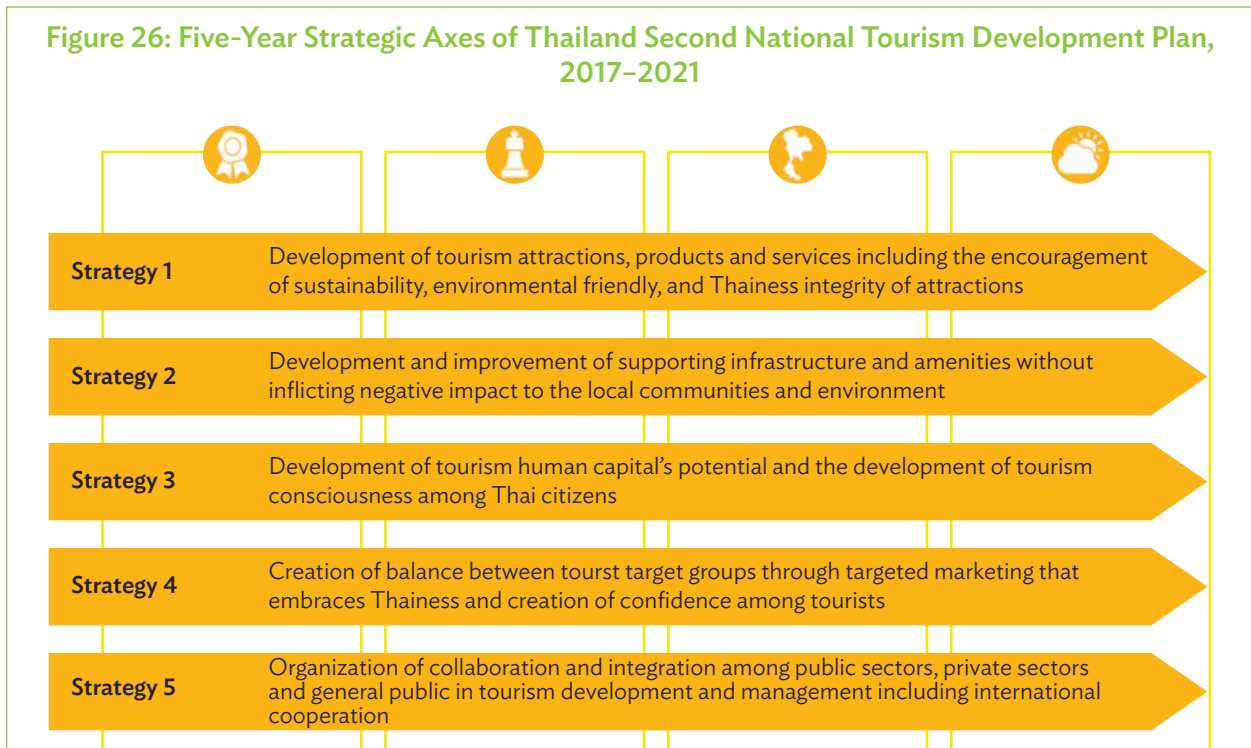 Figure 26: Five-Year Strategic Axes of Thailand Second National Tourism Development Plan,
2017–2021
Strategy 1
Development of tourism attractions, products and services including the encouragement
of sustainability, environmental friendly, and Thainess integrity of attractions
Strategy 2
Development and improvement of supporting infrastructure and amenities without
inflicting negative impact to the local communities and environment
Strategy 3
Development of tourism human capital’s potential and the development of tourism
consciousness among Thai citizens
Strategy 4
Creation of balance between tourst target groups through targeted marketing that
embraces Thainess and creation of confidence among tourists
Strategy 5
Organization of collaboration and integration among public sectors, private sectors
and general public in tourism development and management including international
cooperation